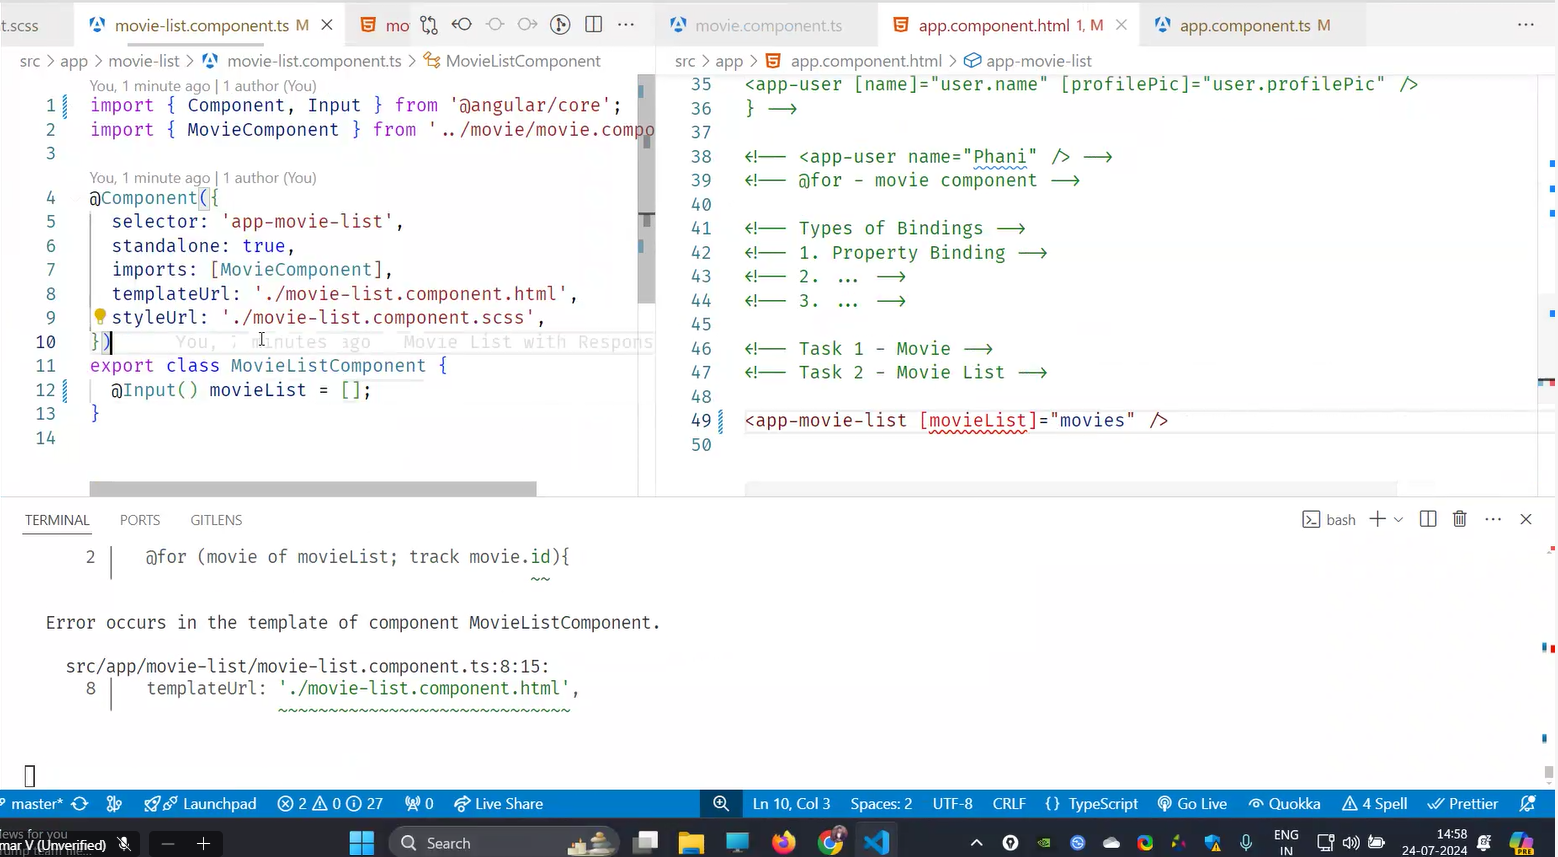 t.scss movie-list.component.ts M mo
movie.component.ts app.component.html 1, M app.component.ts M
src > app > movie-list > movie-list.component.ts > MovieListComponent
src > app > app.component.html > app-movie-list
You, 1 minute ago | 1 author (You)
1 import { Component, Input } from '@angular/core';
2 import { MovieComponent } from '../movie/movie.compo
3
You, 1 minute ago | 1 author (You)
4 @Component({
5 selector: 'app-movie-list',
6 standalone: true,
7 imports: [MovieComponent],
8 templateUrl: './movie-list.component.html',
9 styleUrl: './movie-list.component.scss',
10 }) You, minutes ago Movie List with Respons
11 export class MovieListComponent {
12 @Input() movieList = [];
13 }
14
35 <app-user [name]="user.name" [profilePic]="user.profilePic" />
36 } -->
37
38 <!-- <app-user name="Phani" /> -->
39 <!-- @for - movie component -->
40
41 <!-- Types of Bindings -->
42 <!-- 1. Property Binding -->
43 <!-- 2. ... -->
44 <!-- 3. ... -->
45
46 <!-- Task 1 - Movie -->
47 <!-- Task 2 - Movie List -->
48
49 <app-movie-list [movieList]="movies" />
50
TERMINAL PORTS GITLENS
bash
2 @for (movie of movieList; track movie.id){
~~
Error occurs in the template of component MovieListComponent.
src/app/movie-list/movie-list.component.ts:8:15:
8 templateUrl: './movie-list.component.html',
~~~~~~~~~~~~~~~~~~~~~~~~~~~~
master* Launchpad 2 0 27 0 Live Share Ln 10, Col 3 Spaces: 2 UTF-8 CRLF {} TypeScript Go Live Quokka 4 Spell Prettier
news for you
mar V (Unverified)
Search
ENG
IN
14:58
24-07-2024
PRE